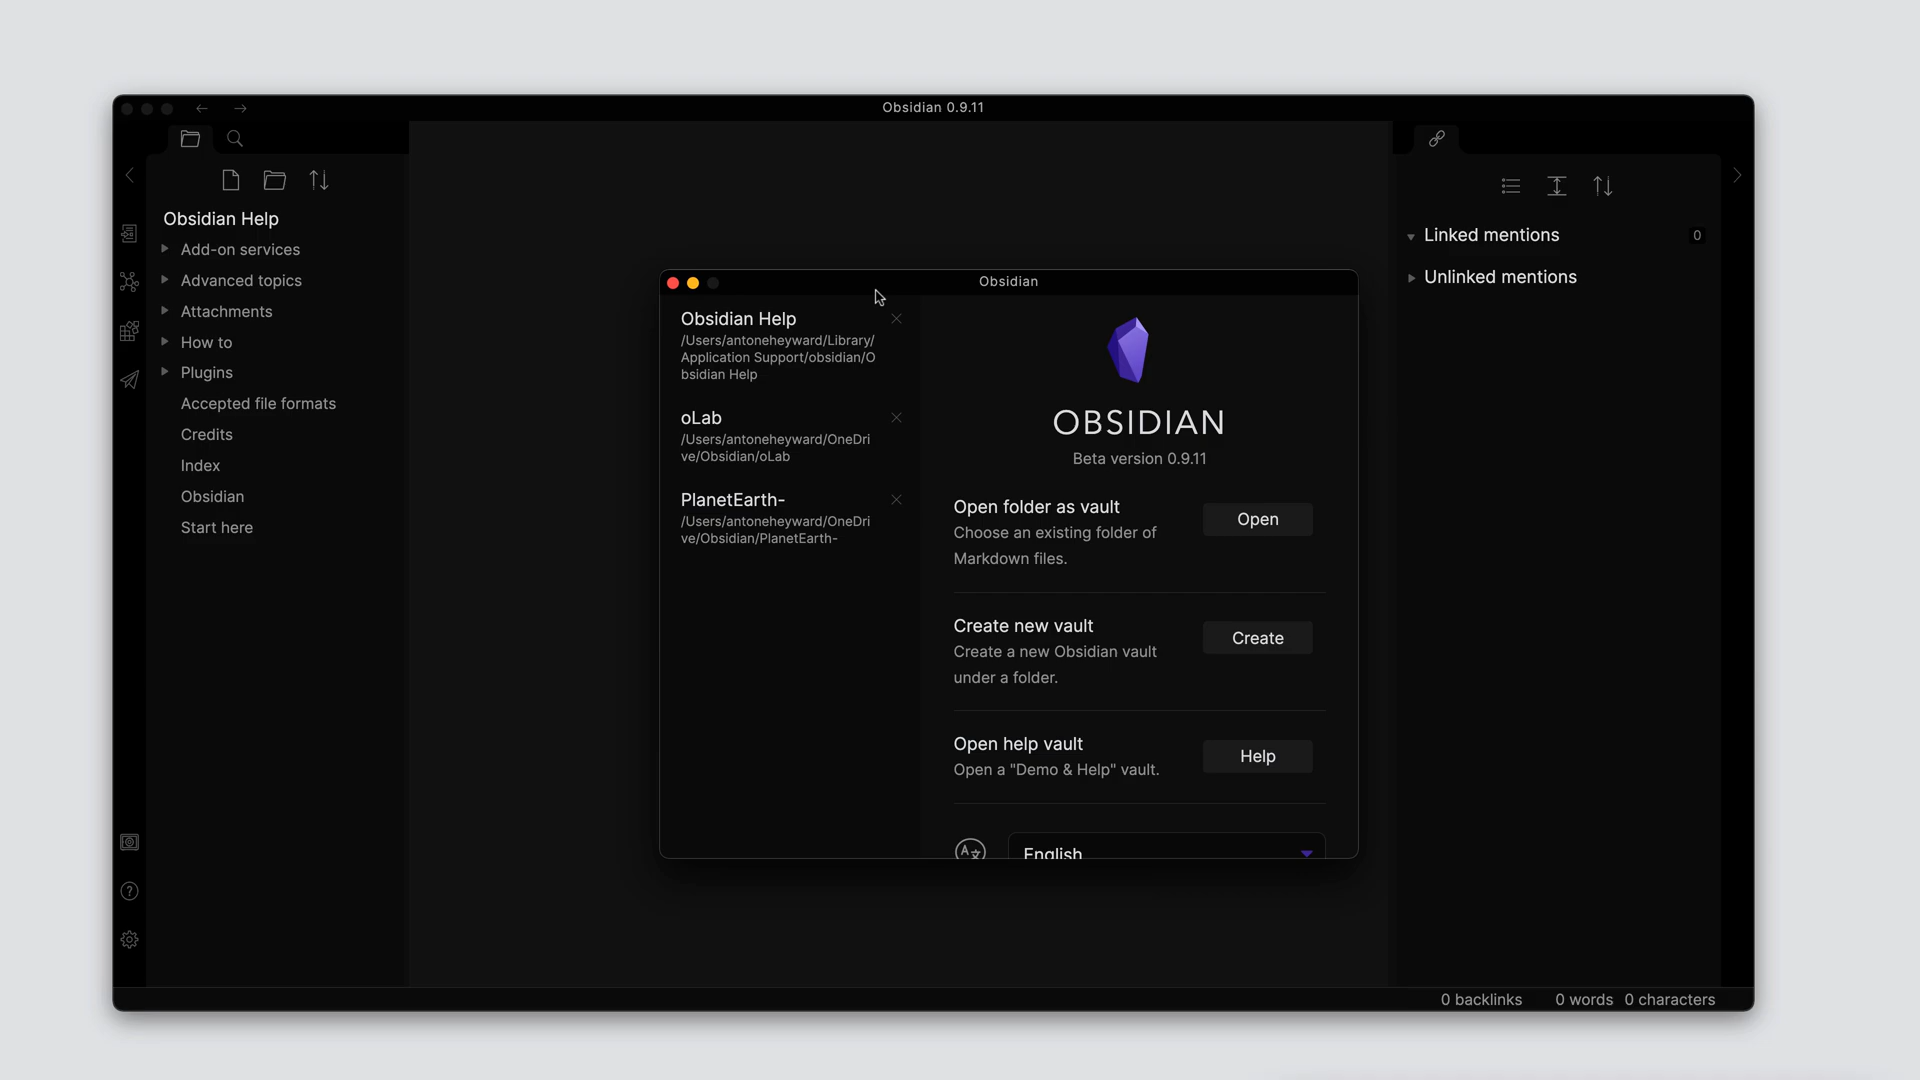 Obsidian 0.9.11
Obsidian Help
Add-on services
Advanced topics
Attachments
How to
Plugins
Accepted file formats
Credits
Index
Obsidian
Start here
Obsidian
Obsidian Help
/Users/antoneheyward/Library/
Application Support/obsidian/O
bsidian Help
oLab
/Users/antoneheyward/OneDri
ve/Obsidian/oLab
PlanetEarth-
/Users/antoneheyward/OneDri
ve/Obsidian/PlanetEarth-
OBSIDIAN
Beta version 0.9.11
Open folder as vault
Choose an existing folder of
Markdown files.
Open
Create new vault
Create a new Obsidian vault
under a folder.
Create
Open help vault
Open a "Demo & Help" vault.
Help
English
Linked mentions
0
Unlinked mentions
0 backlinks
0 words
0 characters